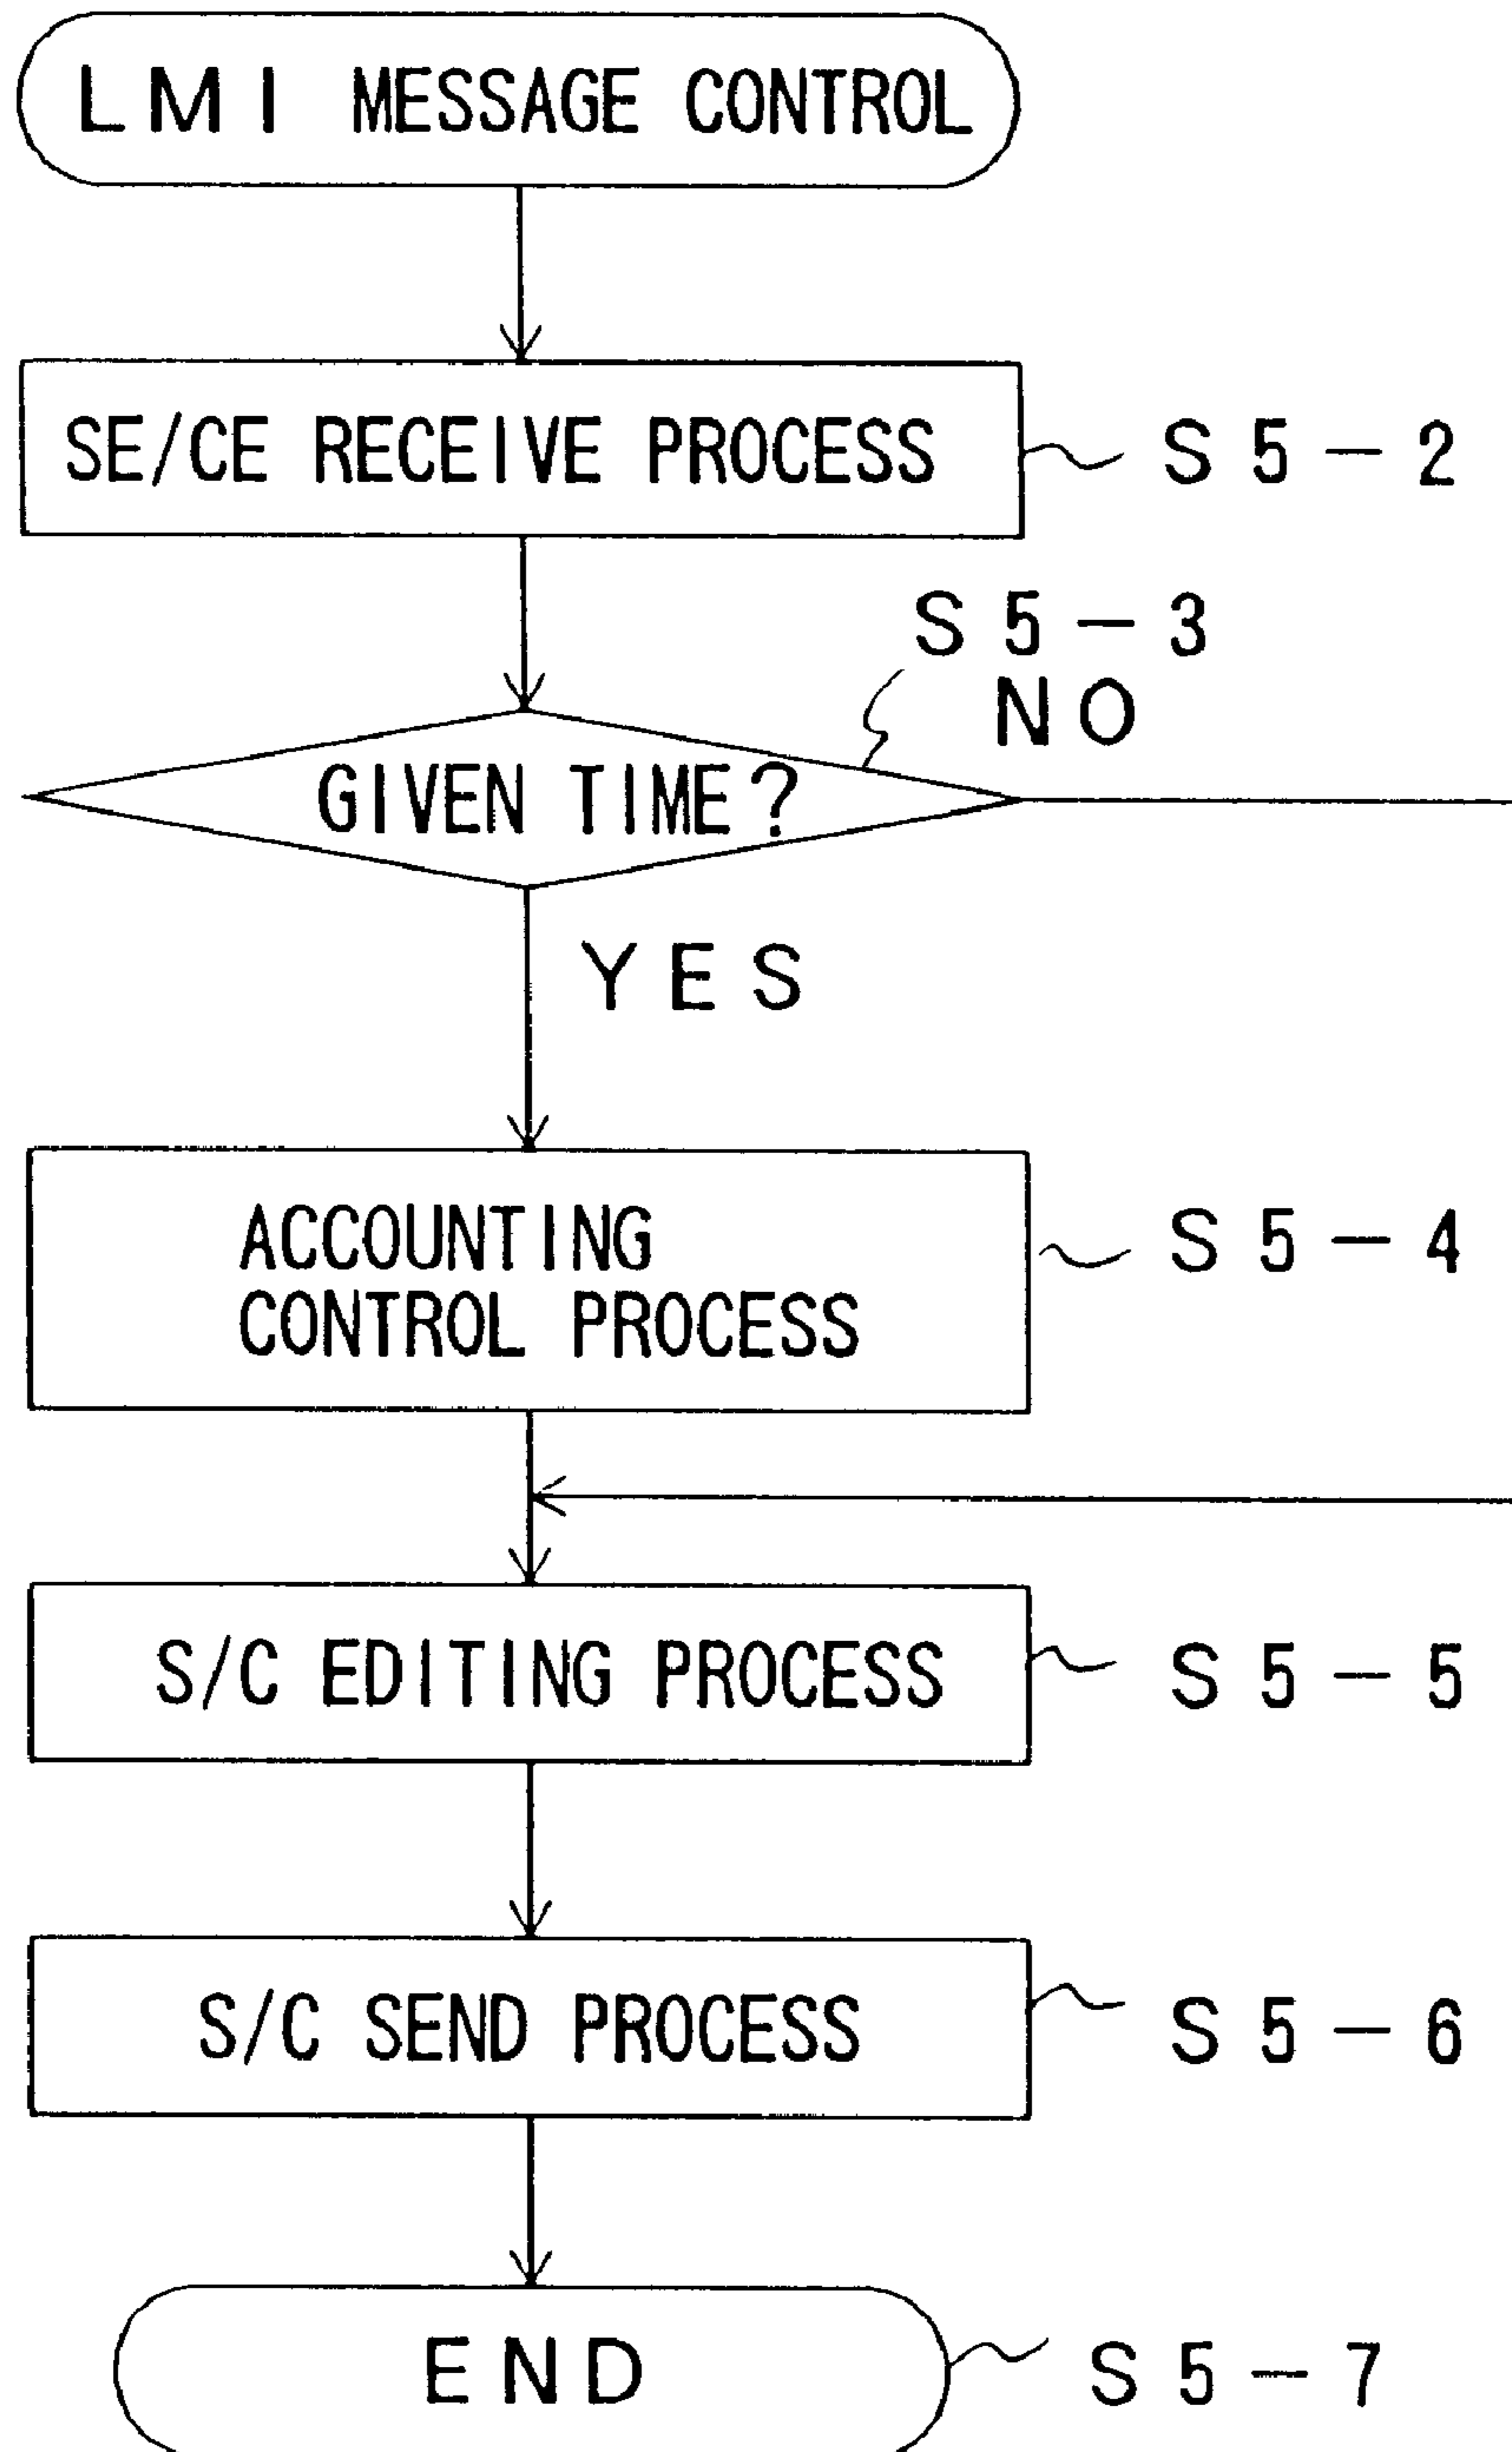 LMI MESSAGE CONTROL
SE/CE RECEIVE PROCESS
S5-2
S5-3
NO
GIVEN TIME?
YES
ACCOUNTING
CONTROL PROCESS
S5-4
S/C EDITING PROCESS
S5-5
S/C SEND PROCESS
S5-6
END
S5-7